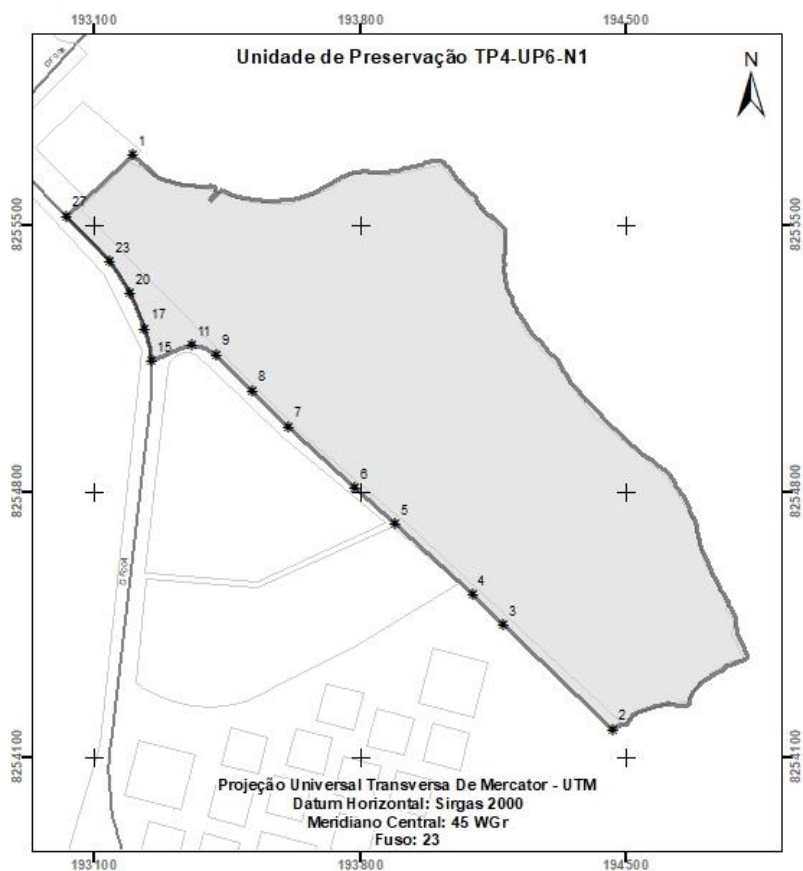 193100 193800 194500
Unidade de Preservação TP4-UP6-N1
N
1
27
8255500 8255500
23
20
17
15
11
9
8
7
6
5
8254800 8254800
4
3
2
8254100 8254100
Projeção Universal Transversa De Mercator - UTM
Datum Horizontal: Sirgas 2000
Meridiano Central: 45 WGr
Fuso: 23
193100 193800 194500